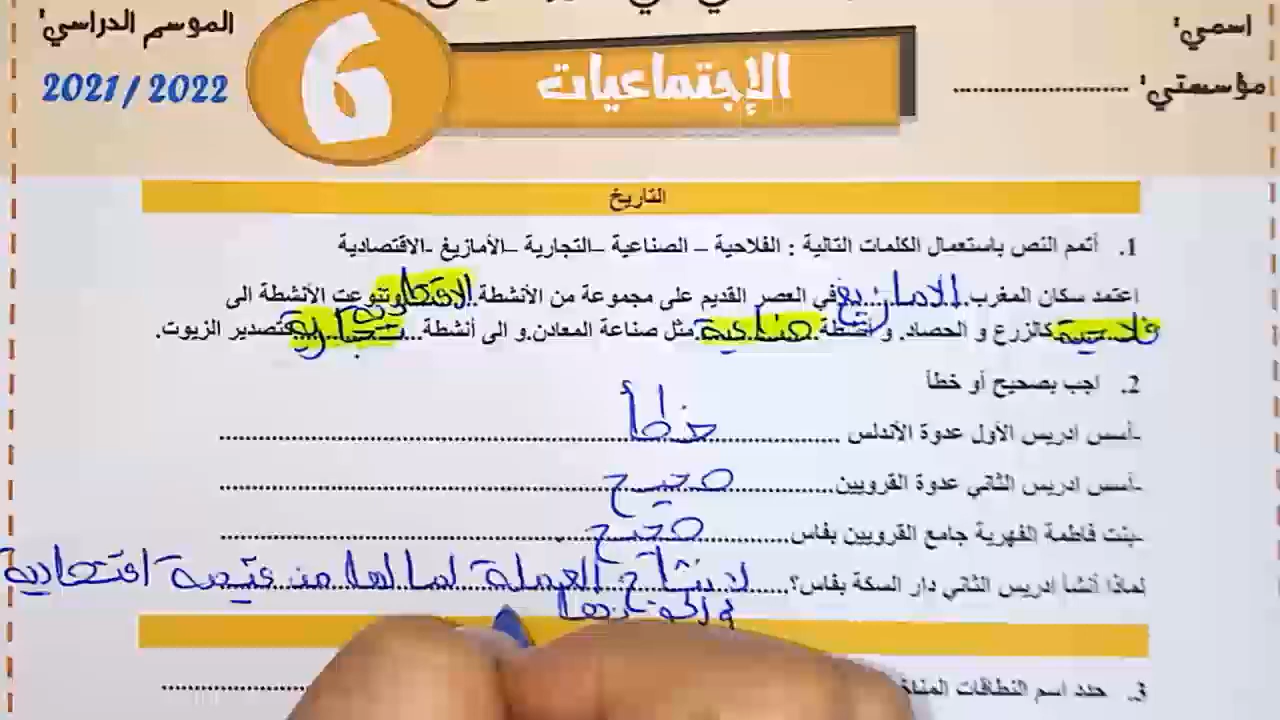 اسمي:
الموسم الدراسي:
مؤسستي: ........................
2021 / 2022
6
الإجتماعيات
التاريخ
1. أتمم النص باستعمال الكلمات التالية : الفلاحية – الصناعية –التجارية –الأمازيغ -الاقتصادية
اعتمد سكان المغرب..الامازيغ..في العصر القديم على مجموعة من الأنشطة..الاقتصادية وتنوعت الأنشطة الى
فلاحية كالزرع و الحصاد. و أنشطة..صناعية..مثل صناعة المعادن.و الى أنشطة....تجارية..كتصدير الزيوت.
2. اجب بصحيح أو خطأ
-أسس ادريس الأول عدوة الأندلس ........خطأ........
-أسس ادريس الثاني عدوة القرويين........صحيح........
-بنت فاطمة الفهرية جامع القرويين بفاس........صحيح........
لماذا أنشأ ادريس الثاني دار السكة بفاس؟......لانتاج العملة لما لها من قيمة اقتصادية
3. حدد اسم النطاقات